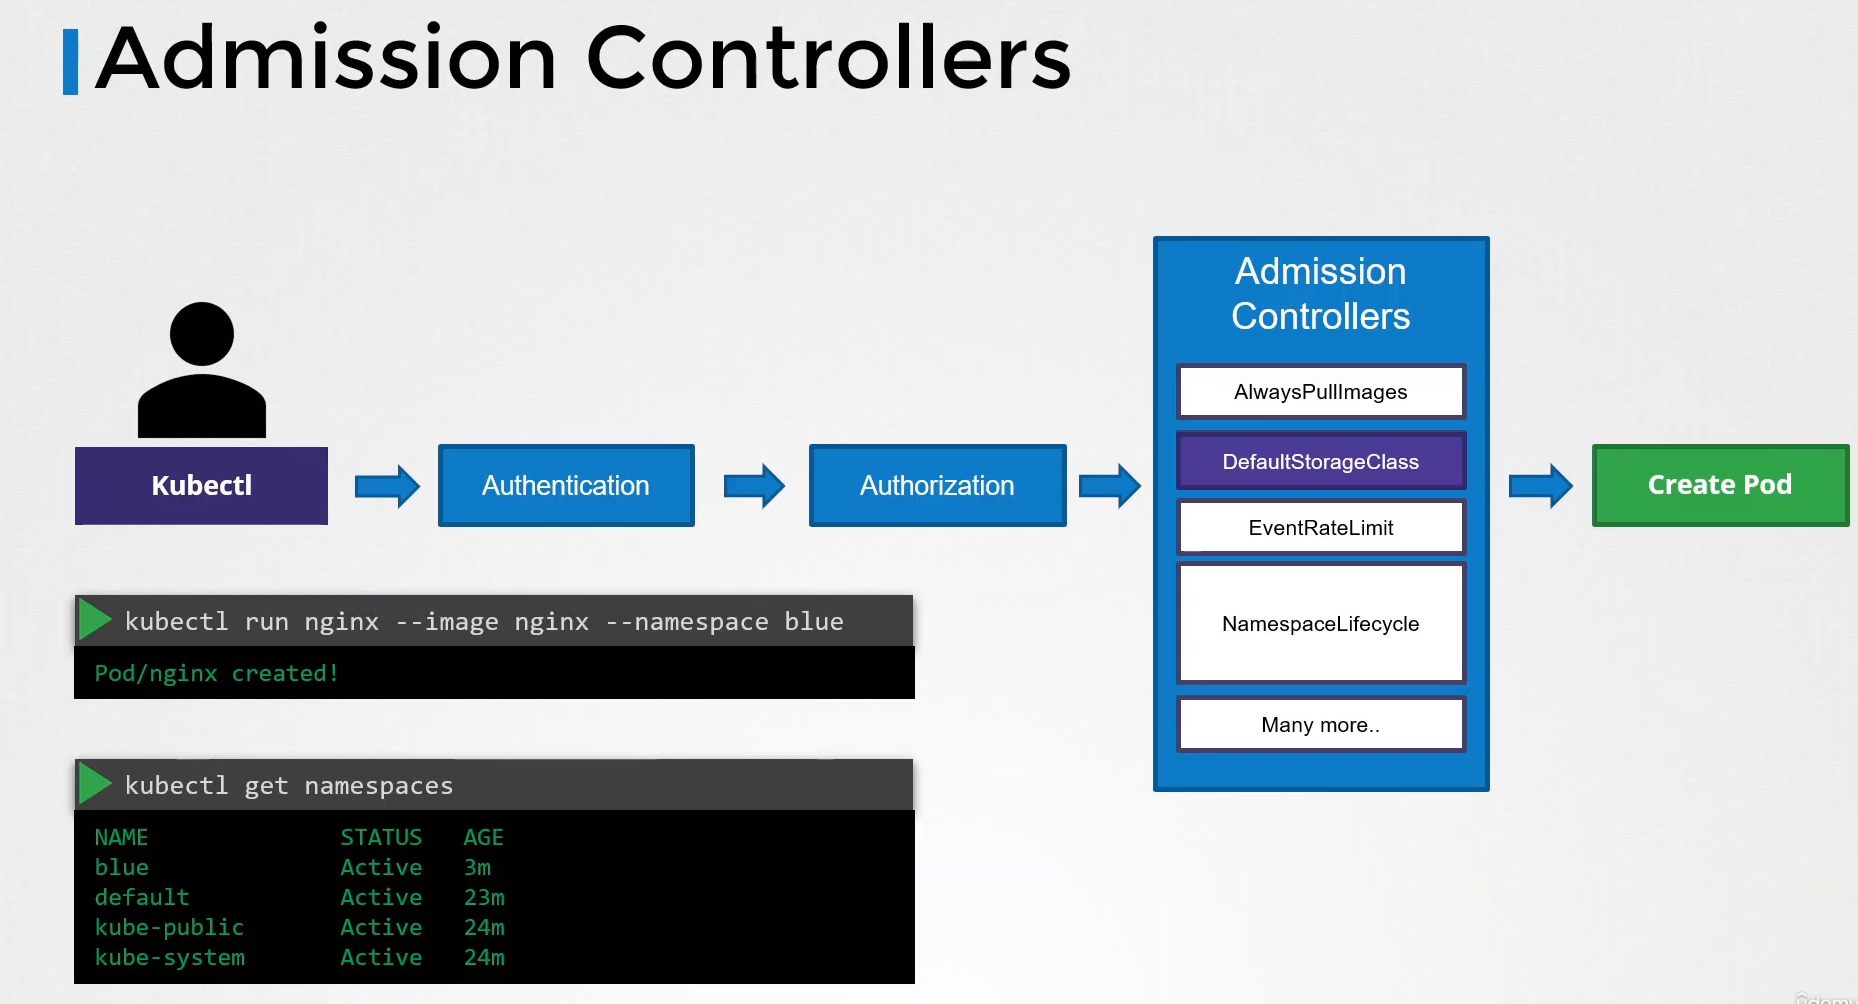 Admission Controllers
Kubectl
Authentication
Authorization
Admission
Controllers
AlwaysPullImages
DefaultStorageClass
EventRateLimit
NamespaceLifecycle
Many more..
Create Pod
kubectl run nginx --image nginx --namespace blue
Pod/nginx created!
kubectl get namespaces
NAME STATUS AGE
blue Active 3m
default Active 23m
kube-public Active 24m
kube-system Active 24m